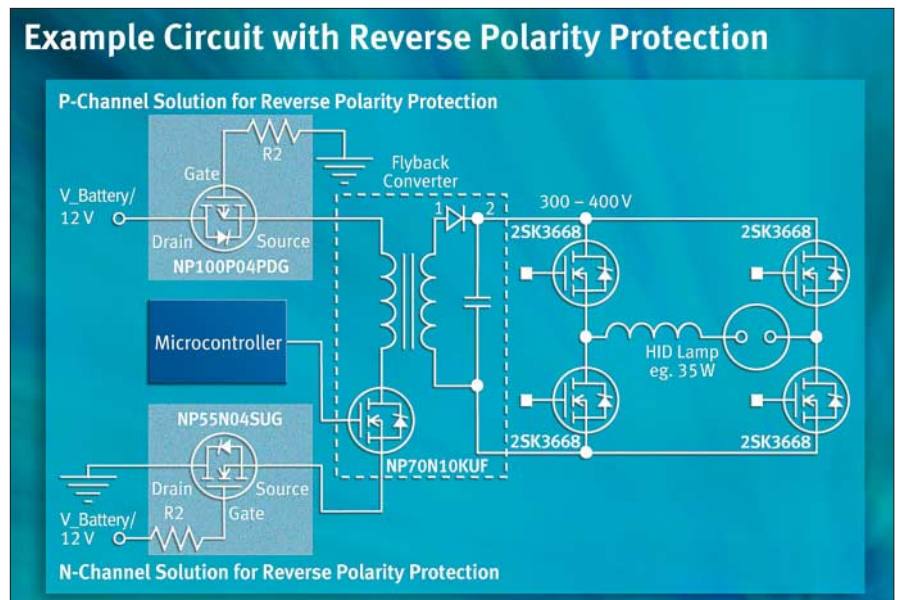 Example Circuit with Reverse Polarity Protection
P-Channel Solution for Reverse Polarity Protection
R2
Gate
V_Battery/
12 V
Drain
Source
NP100P04PDG
Flyback
Converter
1
2
300 – 400 V
2SK3668
2SK3668
Microcontroller
HID Lamp
eg. 35 W
NP55N04SUG
2SK3668
2SK3668
NP70N10KUF
Drain
Source
R2
Gate
V_Battery/
12 V
N-Channel Solution for Reverse Polarity Protection